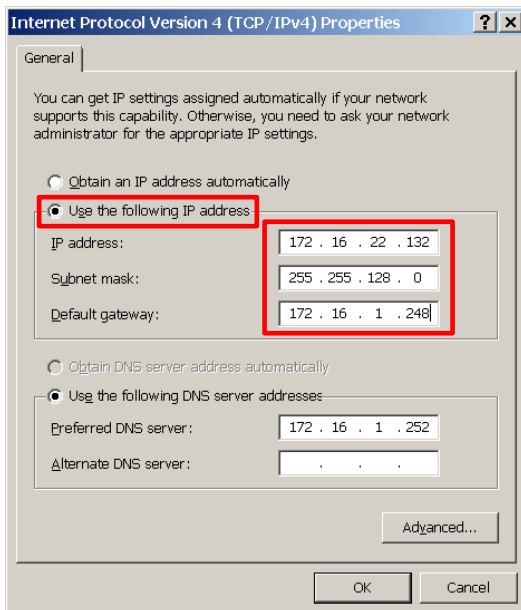 Internet Protocol Version 4 (TCP/IPv4) Properties ? ×
General
You can get IP settings assigned automatically if your network
supports this capability. Otherwise, you need to ask your network
administrator for the appropriate IP settings.
Obtain an IP address automatically
Use the following IP address
IP address: 172 . 16 . 22 . 132
Subnet mask: 255 . 255 . 128 . 0
Default gateway: 172 . 16 . 1 . 248
Obtain DNS server address automatically
Use the following DNS server addresses
Preferred DNS server: 172 . 16 . 1 . 252
Alternate DNS server: . . .
Advanced...
OK Cancel